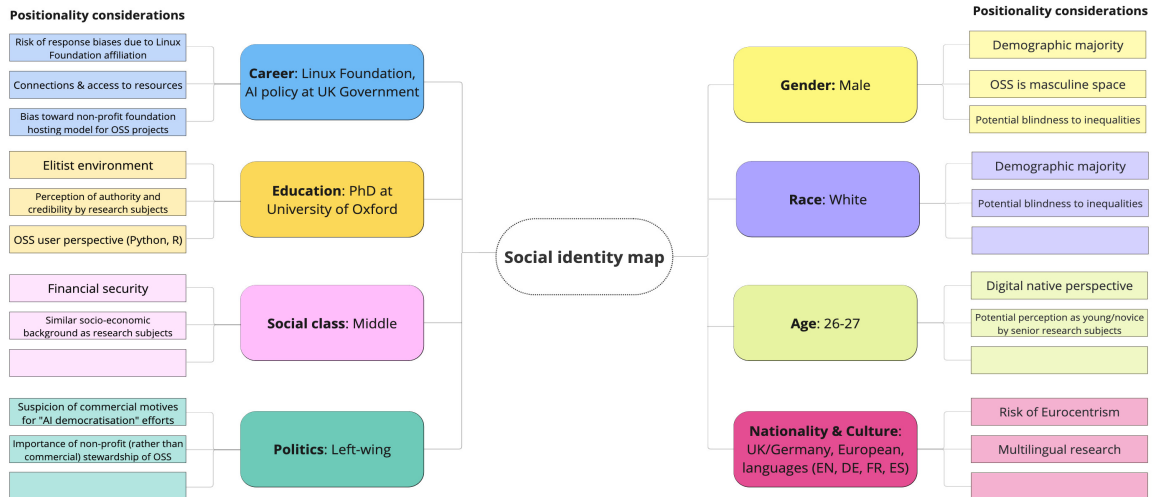 Positionality considerations
Risk of response biases due to Linux
Foundation affiliation
Connections & access to resources
Bias toward non-profit foundation
hosting model for OSS projects
Career: Linux Foundation,
AI policy at UK Government
Elitist environment
Perception of authority and
credibility by research subjects
OSS user perspective (Python, R)
Education: PhD at
University of Oxford
Financial security
Similar socio-economic
background as research subjects
Social class: Middle
Suspicion of commercial motives
for "AI democratisation" efforts
Importance of non-profit (rather than
commercial) stewardship of OSS
Politics: Left-wing
Social identity map
Positionality considerations
Gender: Male
Demographic majority
OSS is masculine space
Potential blindness to inequalities
Race: White
Demographic majority
Potential blindness to inequalities
Age: 26-27
Digital native perspective
Potential perception as young/novice
by senior research subjects
Nationality & Culture:
UK/Germany, European,
languages (EN, DE, FR, ES)
Risk of Eurocentrism
Multilingual research